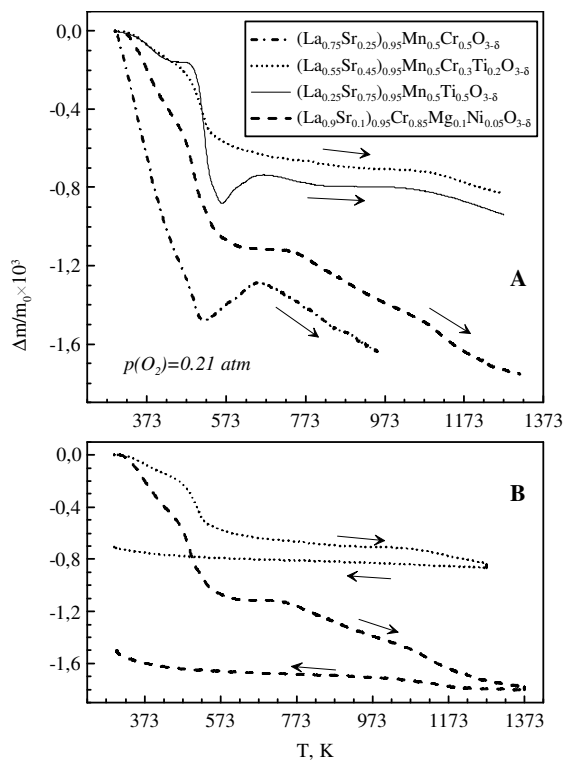 0,0
-0,4
-0,8
-1,2
-1,6
Δm/m₀×10³
(La₀.₇₅Sr₀.₂₅)₀.₉₅Mn₀.₅Cr₀.₅O₃₋δ
(La₀.₅₅Sr₀.₄₅)₀.₉₅Mn₀.₅Cr₀.₃Ti₀.₂O₃₋δ
(La₀.₂₅Sr₀.₇₅)₀.₉₅Mn₀.₅Ti₀.₅O₃₋δ
(La₀.₉Sr₀.₁)₀.₉₅Cr₀.₈₅Mg₀.₁Ni₀.₀₅O₃₋δ
A
p(O₂)=0.21 atm
373 573 773 973 1173 1373
0,0
-0,4
-0,8
-1,2
-1,6
B
373 573 773 973 1173 1373
T, K